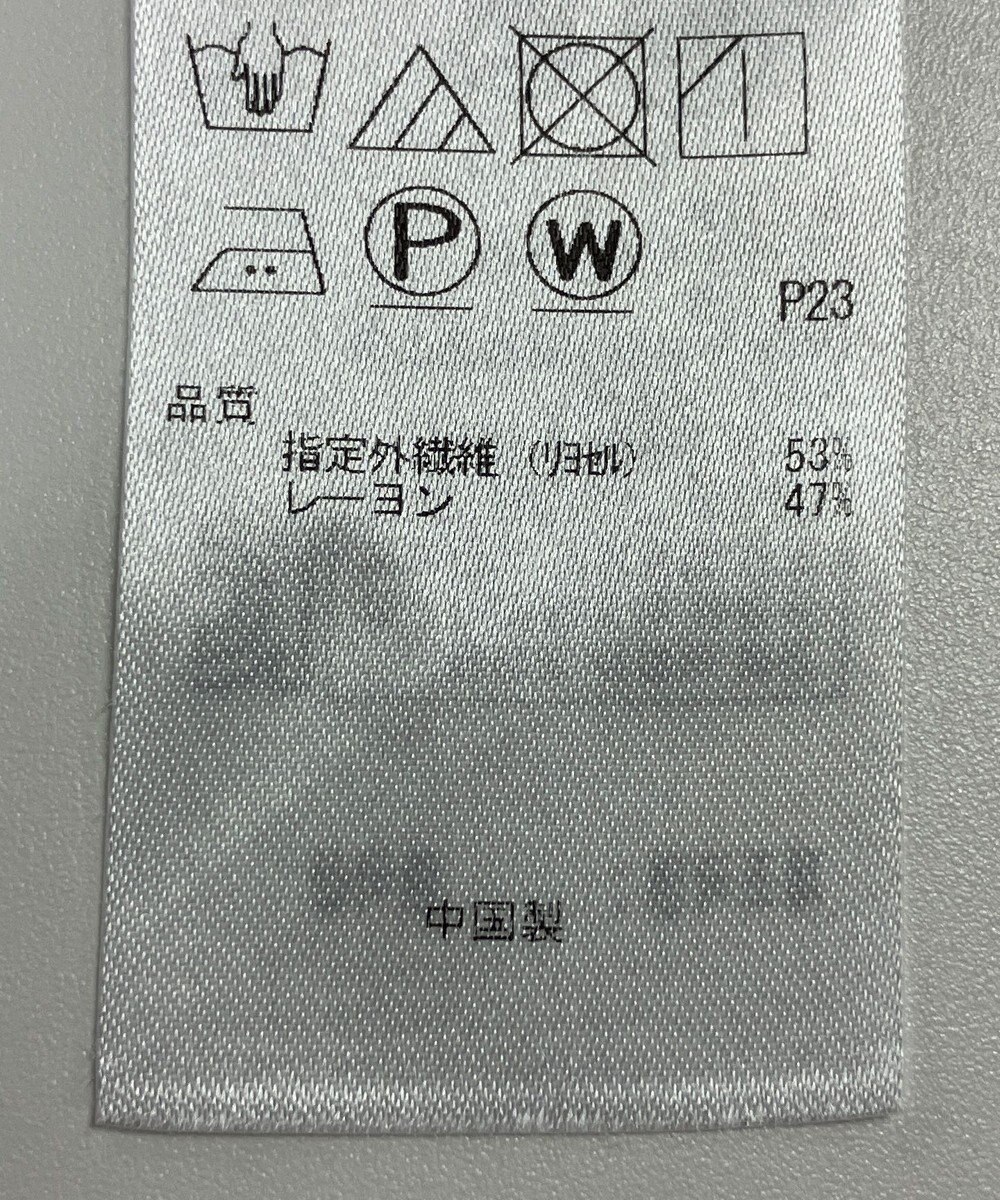 P W
P23
品質
指定外繊維（リヨセル） 53%
レーヨン 47%
中国製